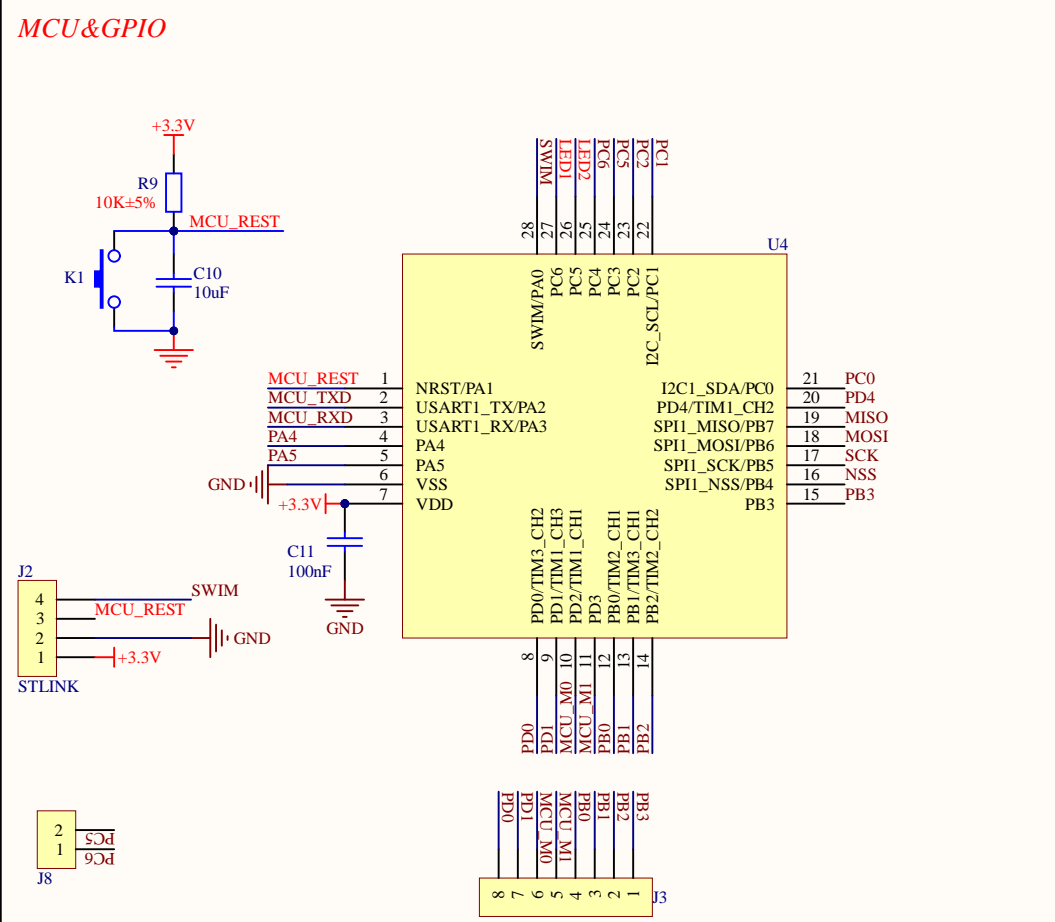 MCU&GPIO
+3.3V
R9
10K±5%
MCU_REST
K1
C10
10uF
SWIM
LED1
LED2
PC6
PC5
PC2
PC1
28
27
26
25
24
23
22
U4
SWIM/PA0
PC6
PC5
PC4
PC3
PC2
I2C_SCL/PC1
MCU_REST 1 NRST/PA1
MCU_TXD 2 USART1_TX/PA2
MCU_RXD 3 USART1_RX/PA3
PA4 4 PA4
PA5 5 PA5
GND 6 VSS
+3.3V 7 VDD
I2C1_SDA/PC0 21 PC0
PD4/TIM1_CH2 20 PD4
SPI1_MISO/PB7 19 MISO
SPI1_MOSI/PB6 18 MOSI
SPI1_SCK/PB5 17 SCK
SPI1_NSS/PB4 16 NSS
PB3 15 PB3
C11
100nF
GND
PD0/TIM3_CH2
PD1/TIM1_CH3
PD2/TIM1_CH1
PD3
PB0/TIM2_CH1
PB1/TIM3_CH1
PB2/TIM2_CH2
8
9
10
11
12
13
14
PD0
PD1
MCU_M0
MCU_M1
PB0
PB1
PB2
J2
4 SWIM
3 MCU_REST
2 GND
1 +3.3V
STLINK
2 PC5
1 PC6
J8
PD0
PD1
MCU_M0
MCU_M1
PB0
PB1
PB2
PB3
8
7
6
5
4
3
2
1
J3